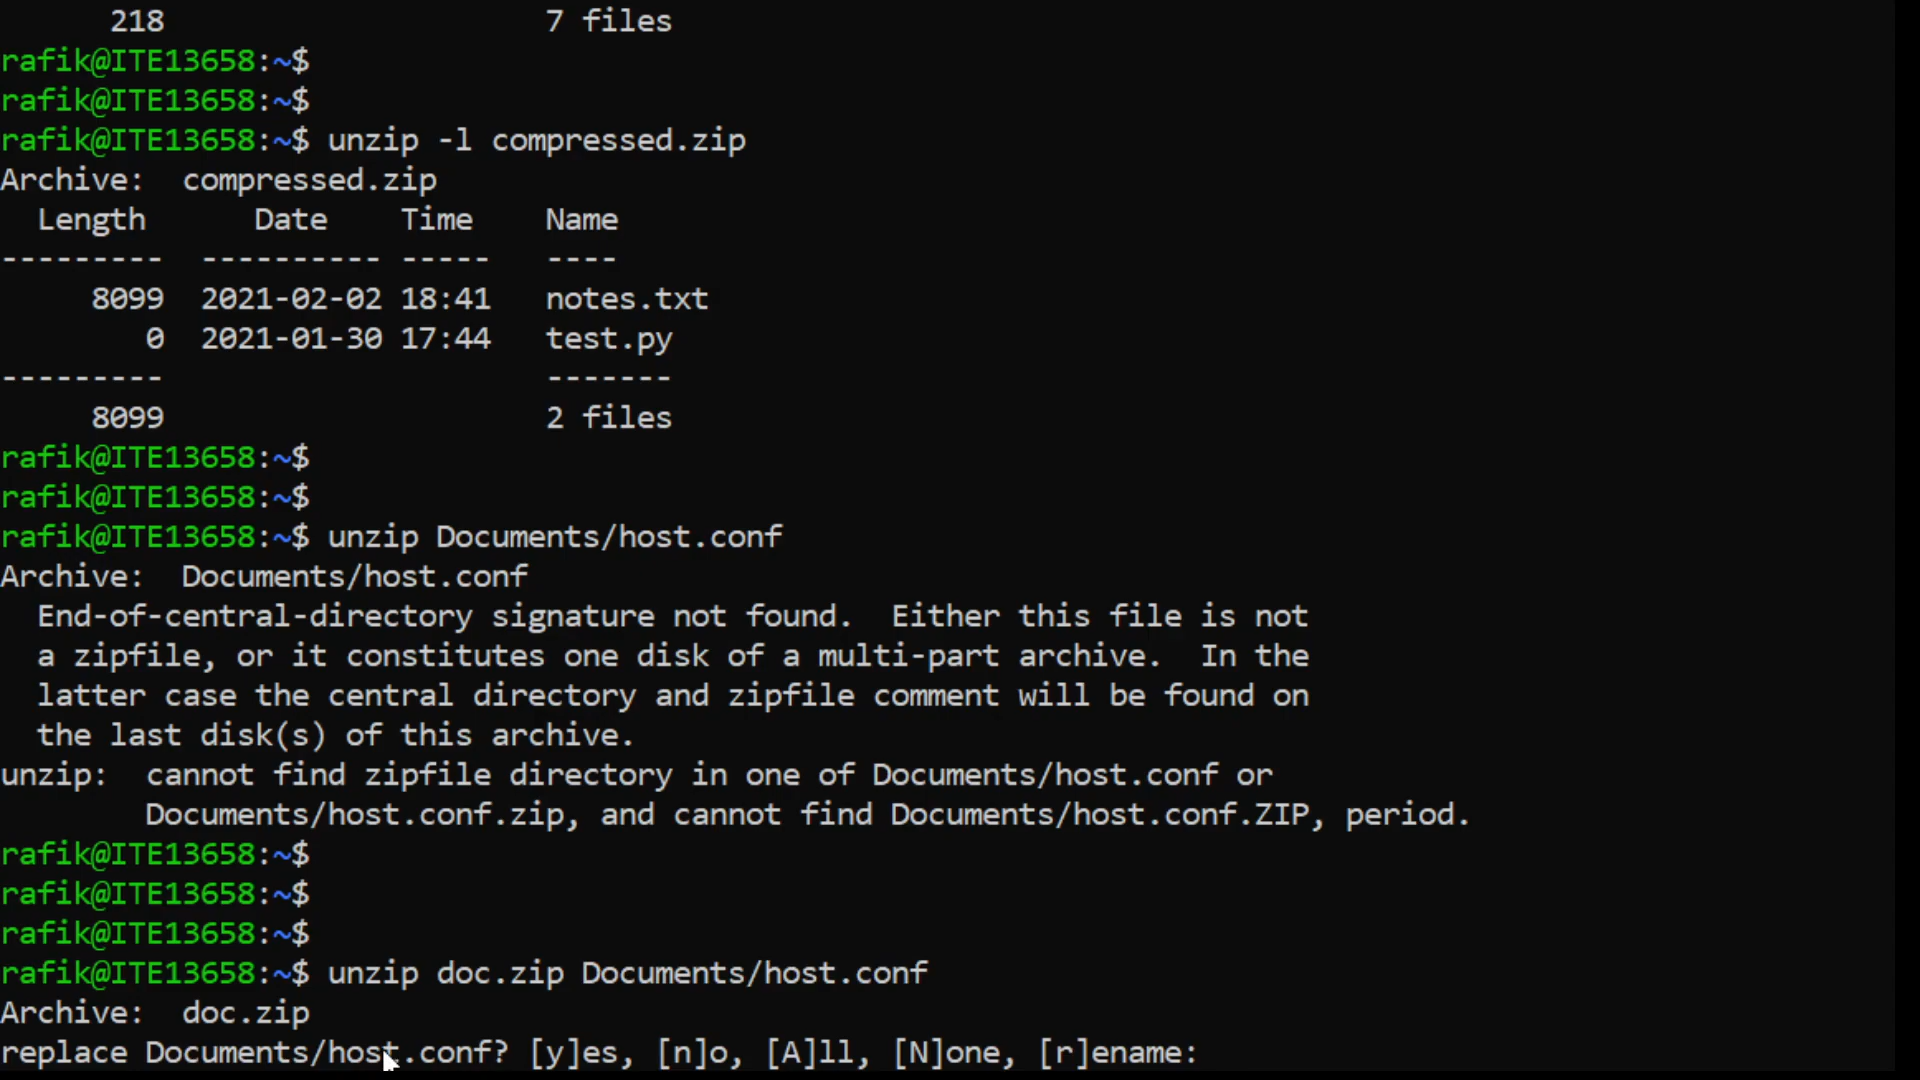 218                     7 files
rafik@ITE13658:~$
rafik@ITE13658:~$
rafik@ITE13658:~$ unzip -l compressed.zip
Archive:  compressed.zip
  Length      Date    Time    Name
---------  ---------- -----   ----
     8099  2021-02-02 18:41   notes.txt
        0  2021-01-30 17:44   test.py
---------                     -------
     8099                     2 files
rafik@ITE13658:~$
rafik@ITE13658:~$
rafik@ITE13658:~$ unzip Documents/host.conf
Archive:  Documents/host.conf
  End-of-central-directory signature not found.  Either this file is not
  a zipfile, or it constitutes one disk of a multi-part archive.  In the
  latter case the central directory and zipfile comment will be found on
  the last disk(s) of this archive.
unzip:  cannot find zipfile directory in one of Documents/host.conf or
        Documents/host.conf.zip, and cannot find Documents/host.conf.ZIP, period.
rafik@ITE13658:~$
rafik@ITE13658:~$
rafik@ITE13658:~$
rafik@ITE13658:~$ unzip doc.zip Documents/host.conf
Archive:  doc.zip
replace Documents/host.conf? [y]es, [n]o, [A]ll, [N]one, [r]ename: